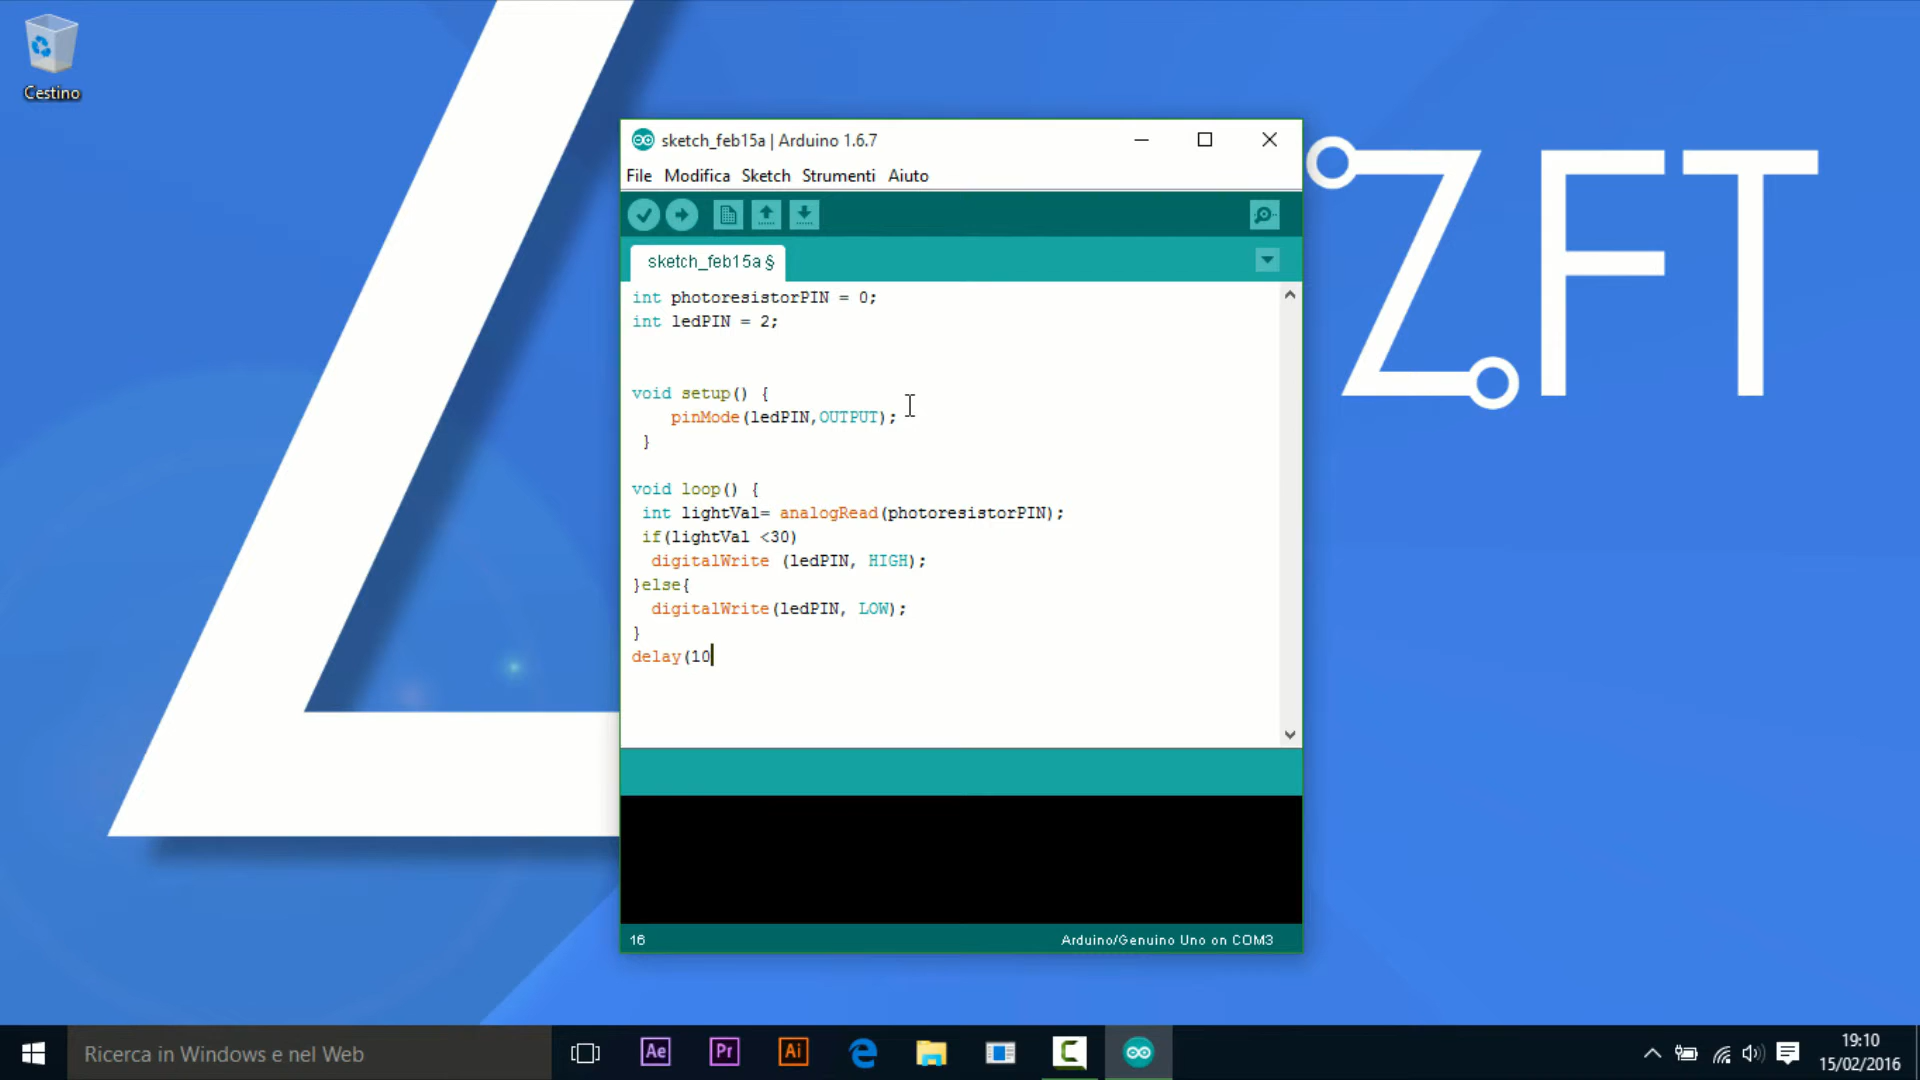 Cestino
Z FT
sketch_feb15a | Arduino 1.6.7
File Modifica Sketch Strumenti Aiuto
sketch_feb15a §
int photoresistorPIN = 0;
int ledPIN = 2;
void setup() {
pinMode(ledPIN,OUTPUT);
}
void loop() {
int lightVal= analogRead(photoresistorPIN);
if(lightVal <30)
digitalWrite (ledPIN, HIGH);
}else{
digitalWrite(ledPIN, LOW);
}
delay(10
16
Arduino/Genuino Uno on COM3
Ricerca in Windows e nel Web
Ae
Pr
Ai
19:10
15/02/2016